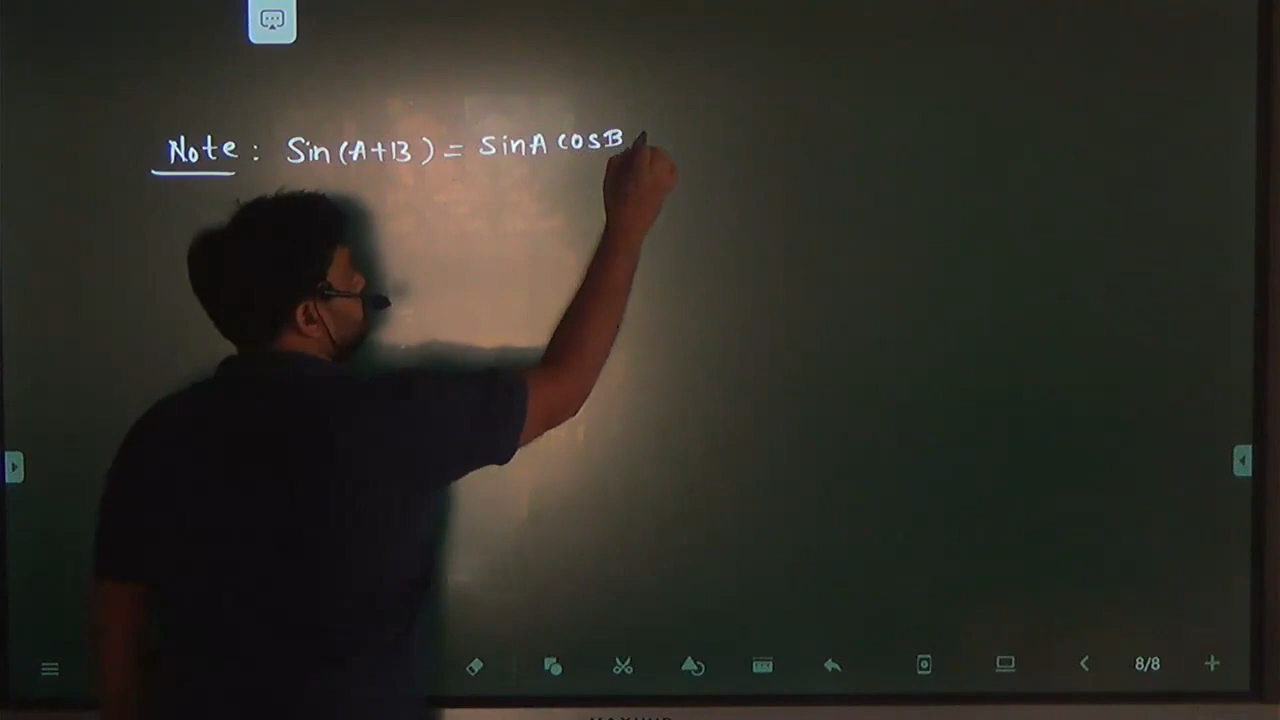 Note : Sin (A+B) = sinA cosB
8/8